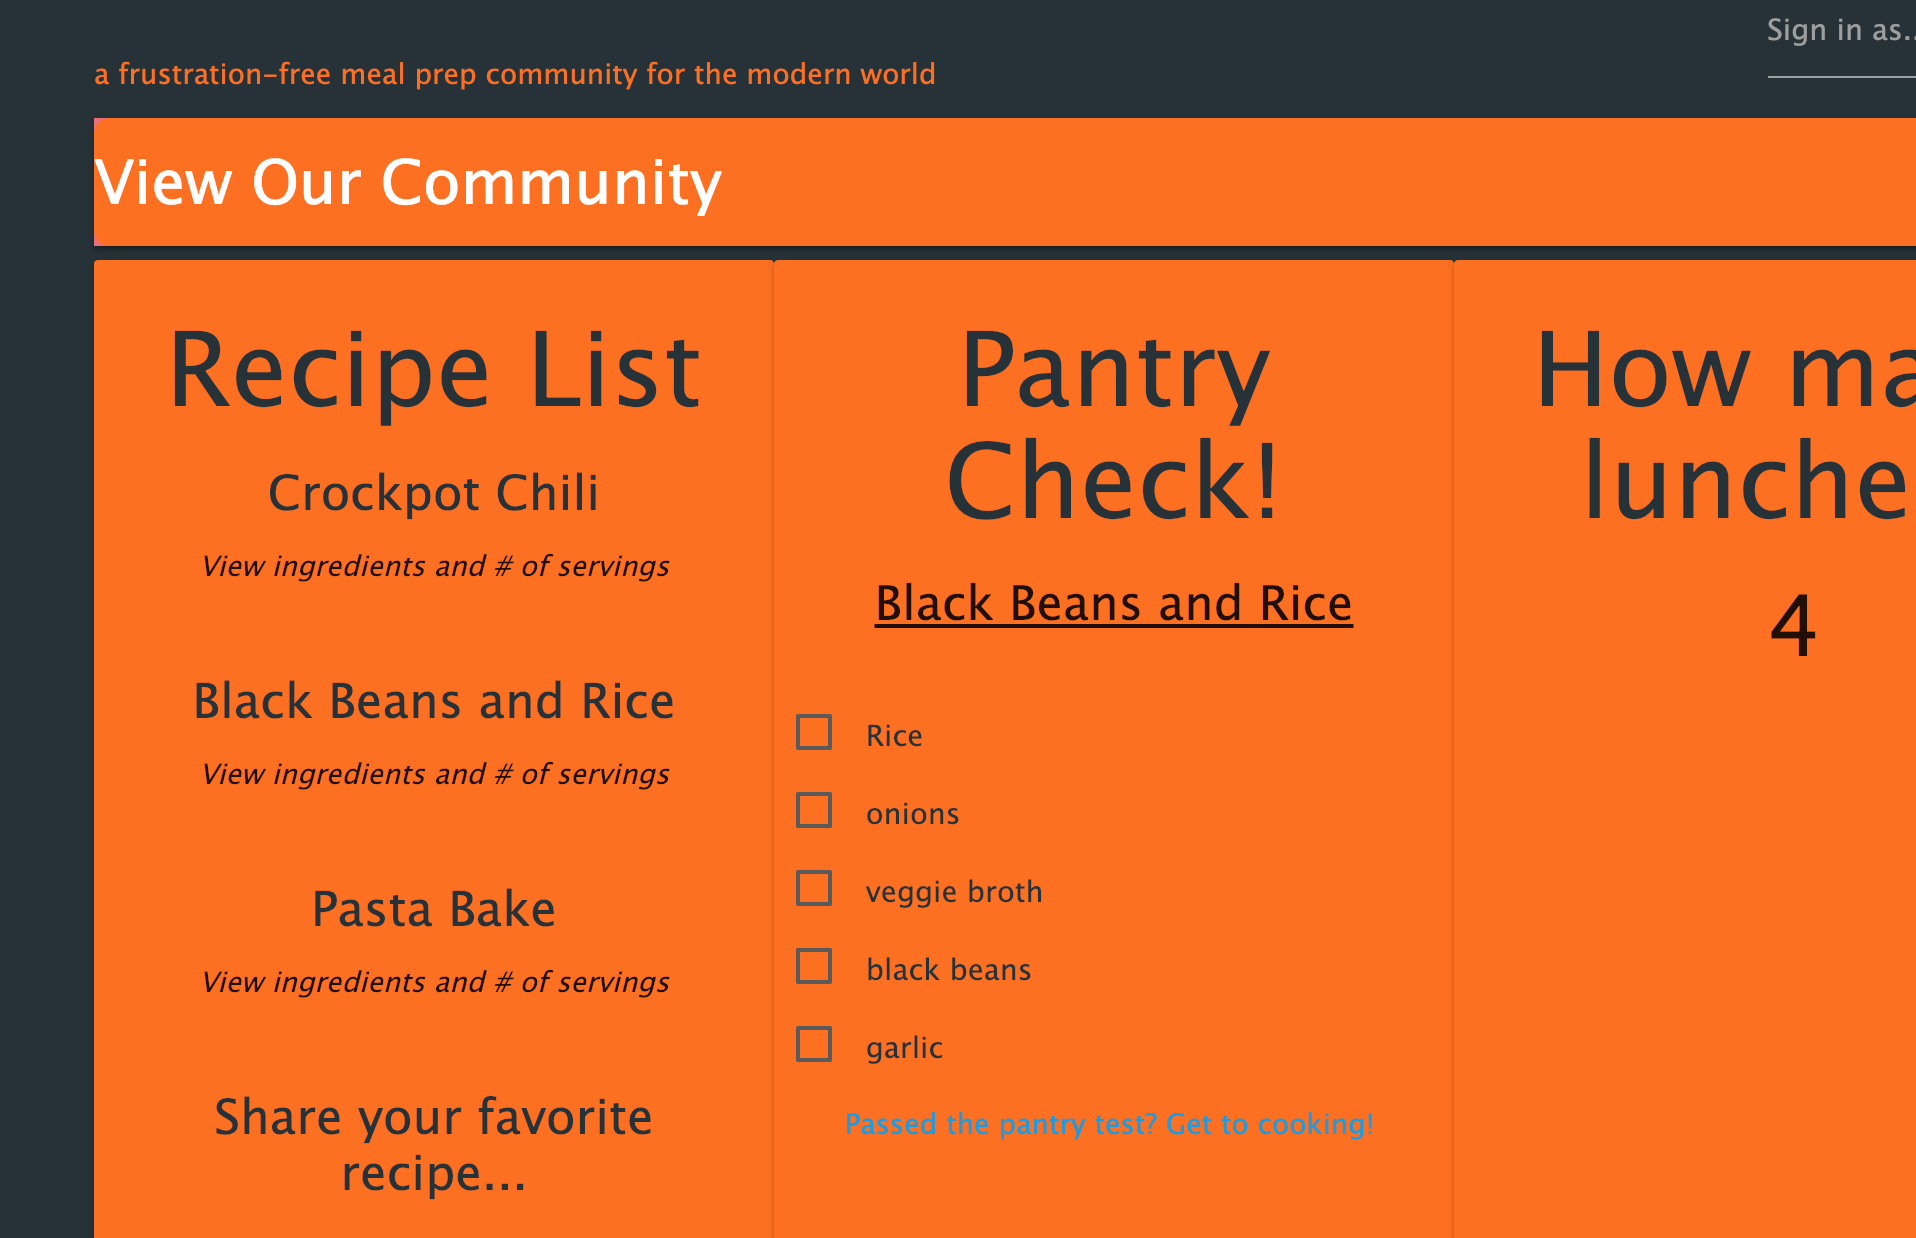 Sign in as..
a frustration-free meal prep community for the modern world
View Our Community
Recipe List
Crockpot Chili
View ingredients and # of servings
Black Beans and Rice
View ingredients and # of servings
Pasta Bake
View ingredients and # of servings
Share your favorite
recipe...
Pantry
Check!
Black Beans and Rice
Rice
onions
veggie broth
black beans
garlic
Passed the pantry test? Get to cooking!
How ma
lunche
4